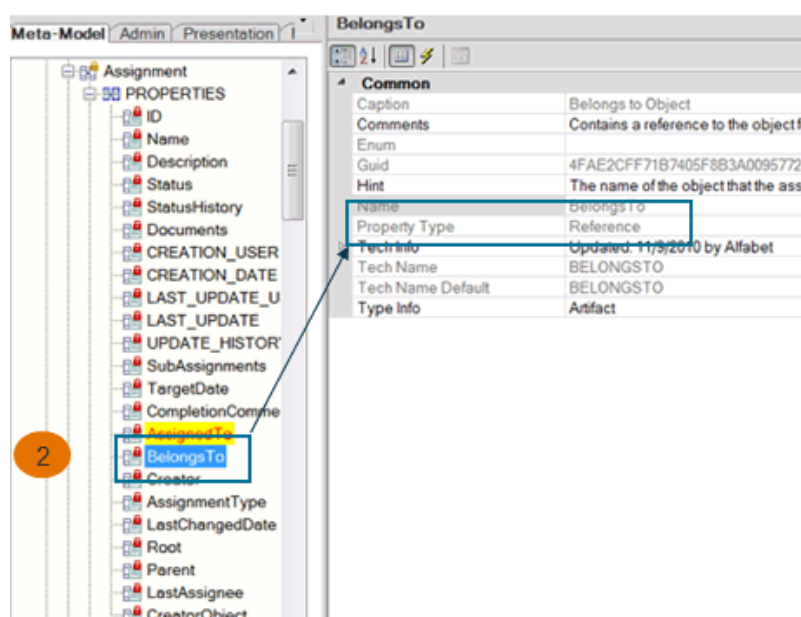 BelongsTo
Meta-Model Admin Presentation
Assignment
PROPERTIES
ID
Name
Description
Status
StatusHistory
Documents
CREATION_USER
CREATION_DATE
LAST_UPDATE_U
LAST_UPDATE
UPDATE_HISTOR
SubAssignments
TargetDate
CompletionComme
AssignedTo
BelongsTo
2
Creator
AssignmentType
LastChangedDate
Root
Parent
LastAssignee
CreatorObject
Common
Caption Belongs to Object
Comments Contains a reference to the object f
Enum
Guid 4FAE2CFF71B7405F8B3A0095772
Hint The name of the object that the ass
Name BelongsTo
Property Type Reference
Tech Info Updated: 11/9/2010 by Alfabet
Tech Name BELONGSTO
Tech Name Default BELONGSTO
Type Info Artifact